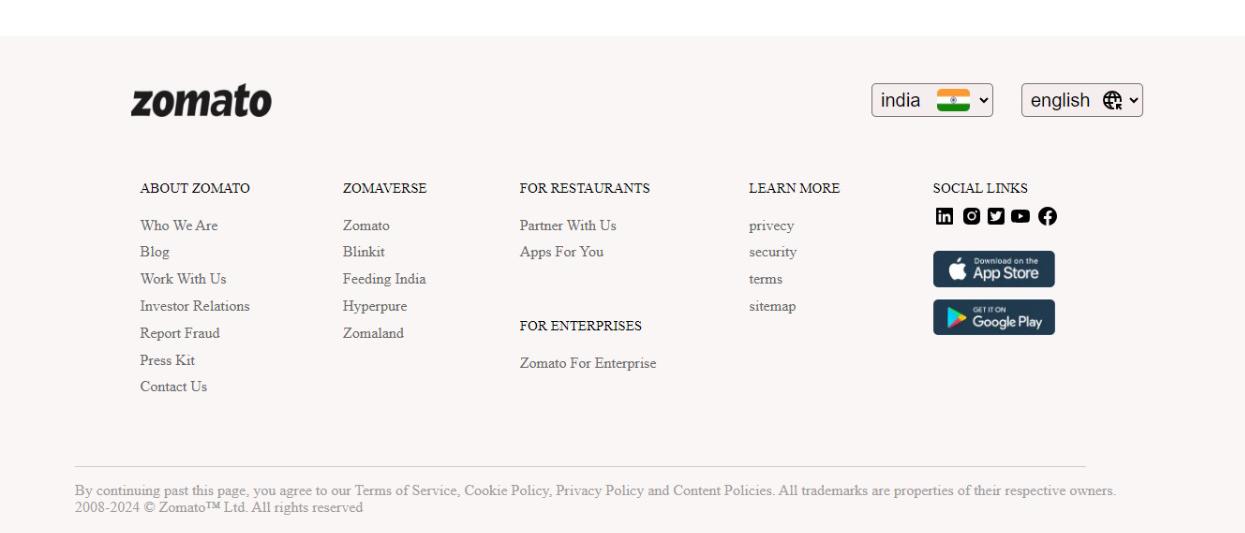 zomato
india
english
ABOUT ZOMATO
Who We Are
Blog
Work With Us
Investor Relations
Report Fraud
Press Kit
Contact Us
ZOMAVERSE
Zomato
Blinkit
Feeding India
Hyperpure
Zomaland
FOR RESTAURANTS
Partner With Us
Apps For You
FOR ENTERPRISES
Zomato For Enterprise
LEARN MORE
privecy
security
terms
sitemap
SOCIAL LINKS
Download on the
App Store
GET IT ON
Google Play
By continuing past this page, you agree to our Terms of Service, Cookie Policy, Privacy Policy and Content Policies. All trademarks are properties of their respective owners.
2008-2024 © Zomato™ Ltd. All rights reserved